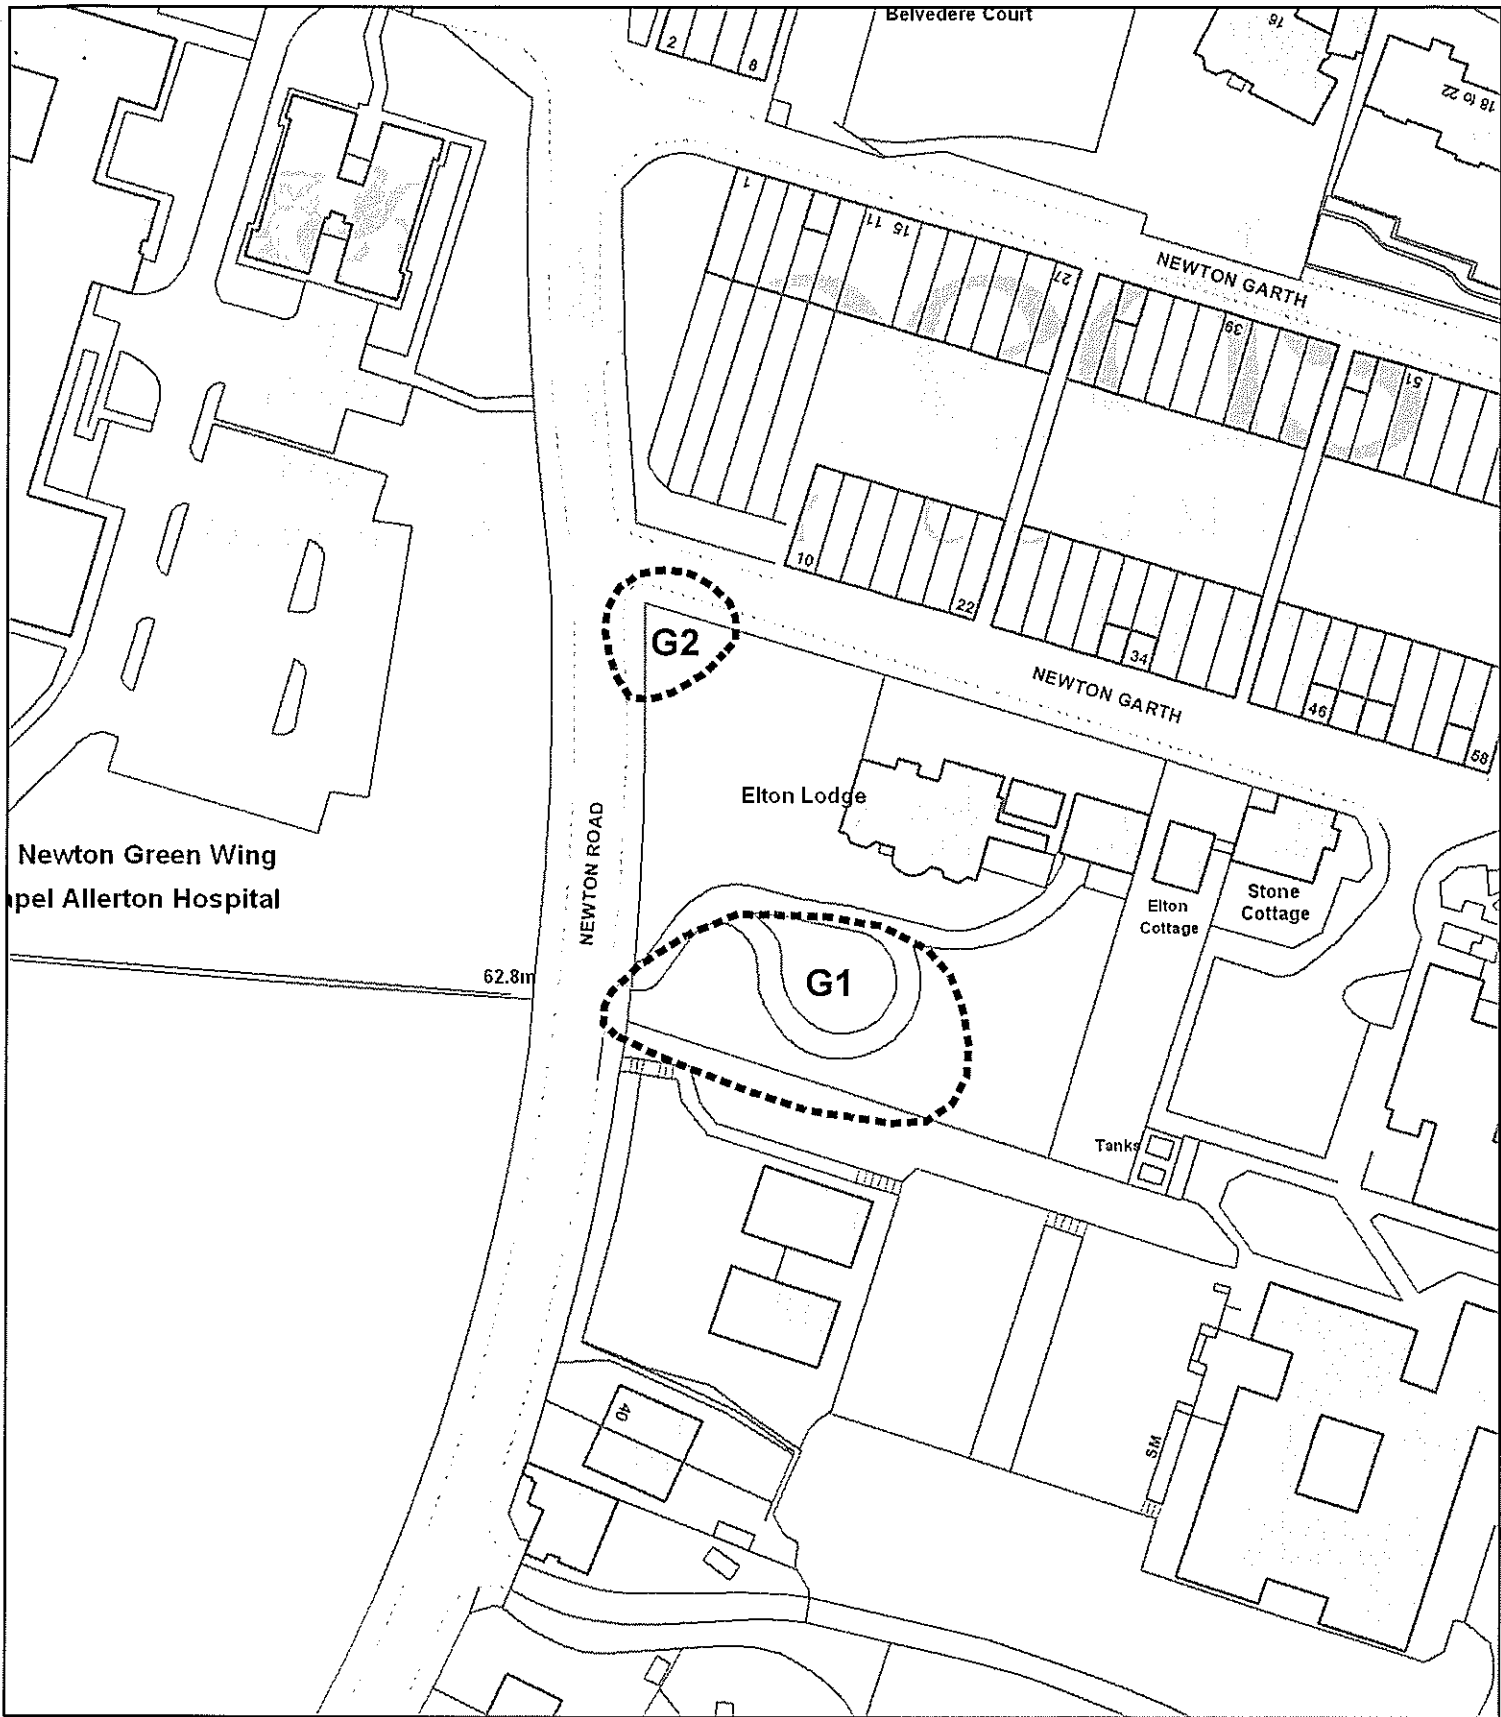 Belvedere Court
2
8
16
18 to 22
1
11
15
27
NEWTON GARTH
39
51
10
22
34
NEWTON GARTH
46
58
G2
Elton Lodge
NEWTON ROAD
Newton Green Wing
apel Allerton Hospital
Elton
Cottage
Stone
Cottage
62.8m
G1
Tanks
40
SM